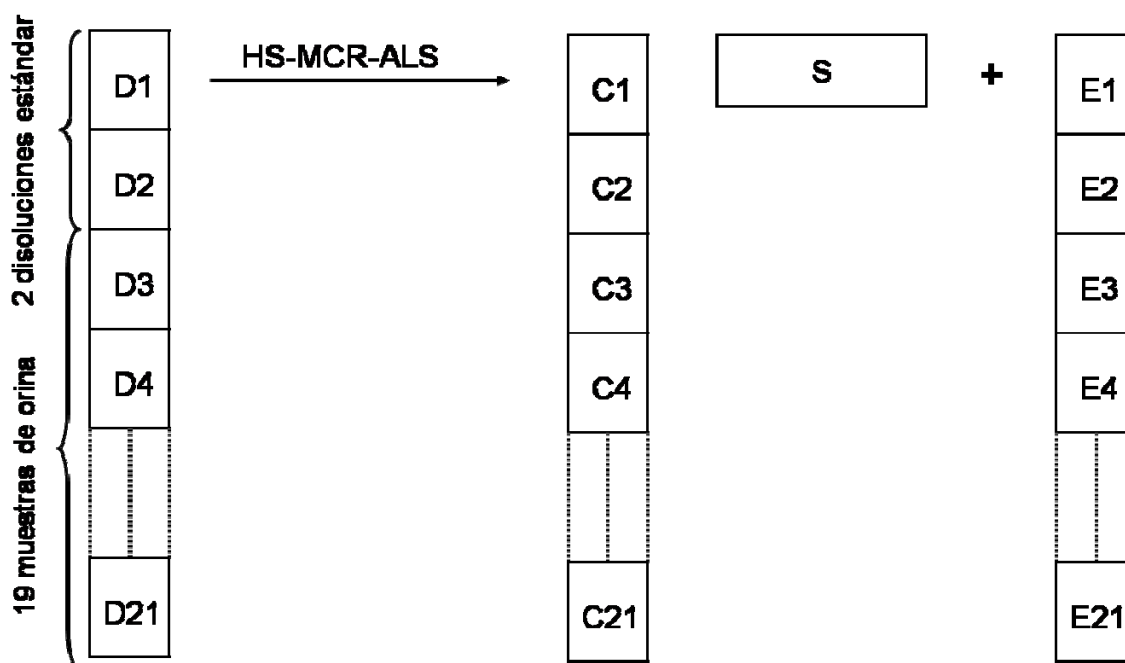 2 disoluciones estándar
19 muestras de orina
D1
D2
D3
D4
D21
HS-MCR-ALS
C1
C2
C3
C4
C21
S
+
E1
E2
E3
E4
E21